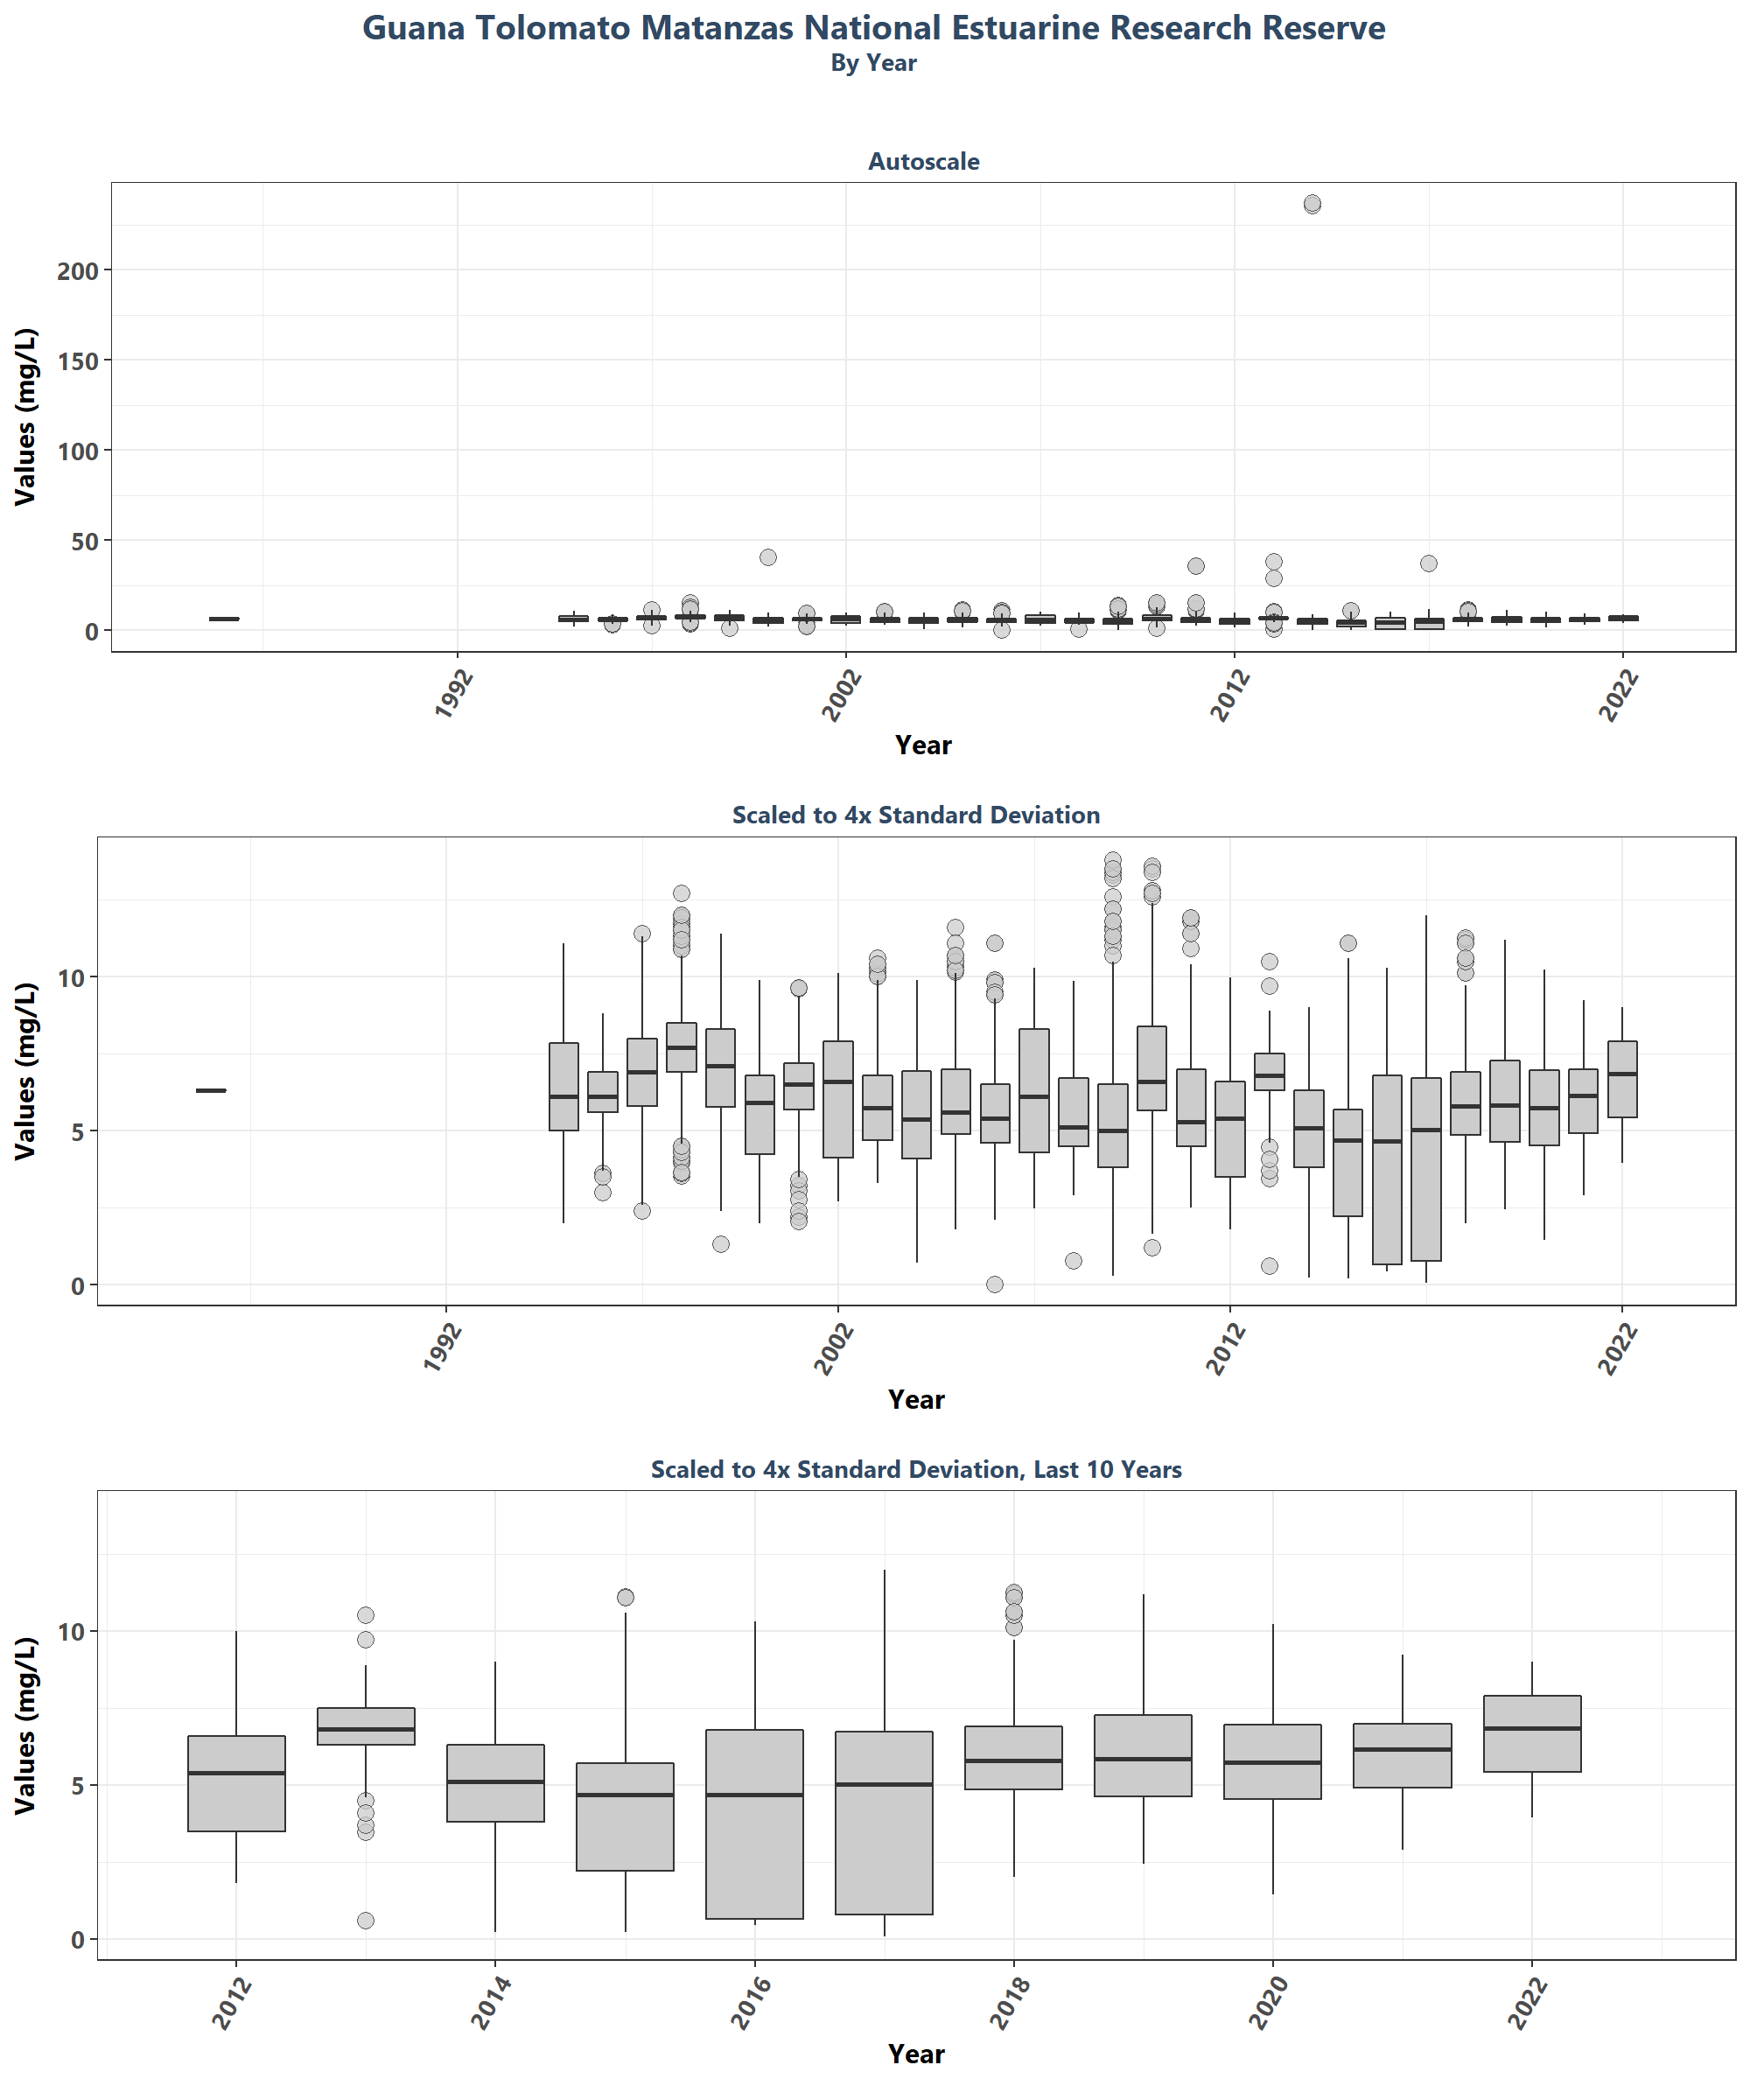 Guana Tolomato Matanzas National Estuarine Research Reserve
By Year
Autoscale
Values (mg/L)
200
150
100
50
0
1992
2002
2012
2022
Year
Scaled to 4x Standard Deviation
Values (mg/L)
10
5
0
1992
2002
2012
2022
Year
Scaled to 4x Standard Deviation, Last 10 Years
Values (mg/L)
10
5
0
2012
2014
2016
2018
2020
2022
Year